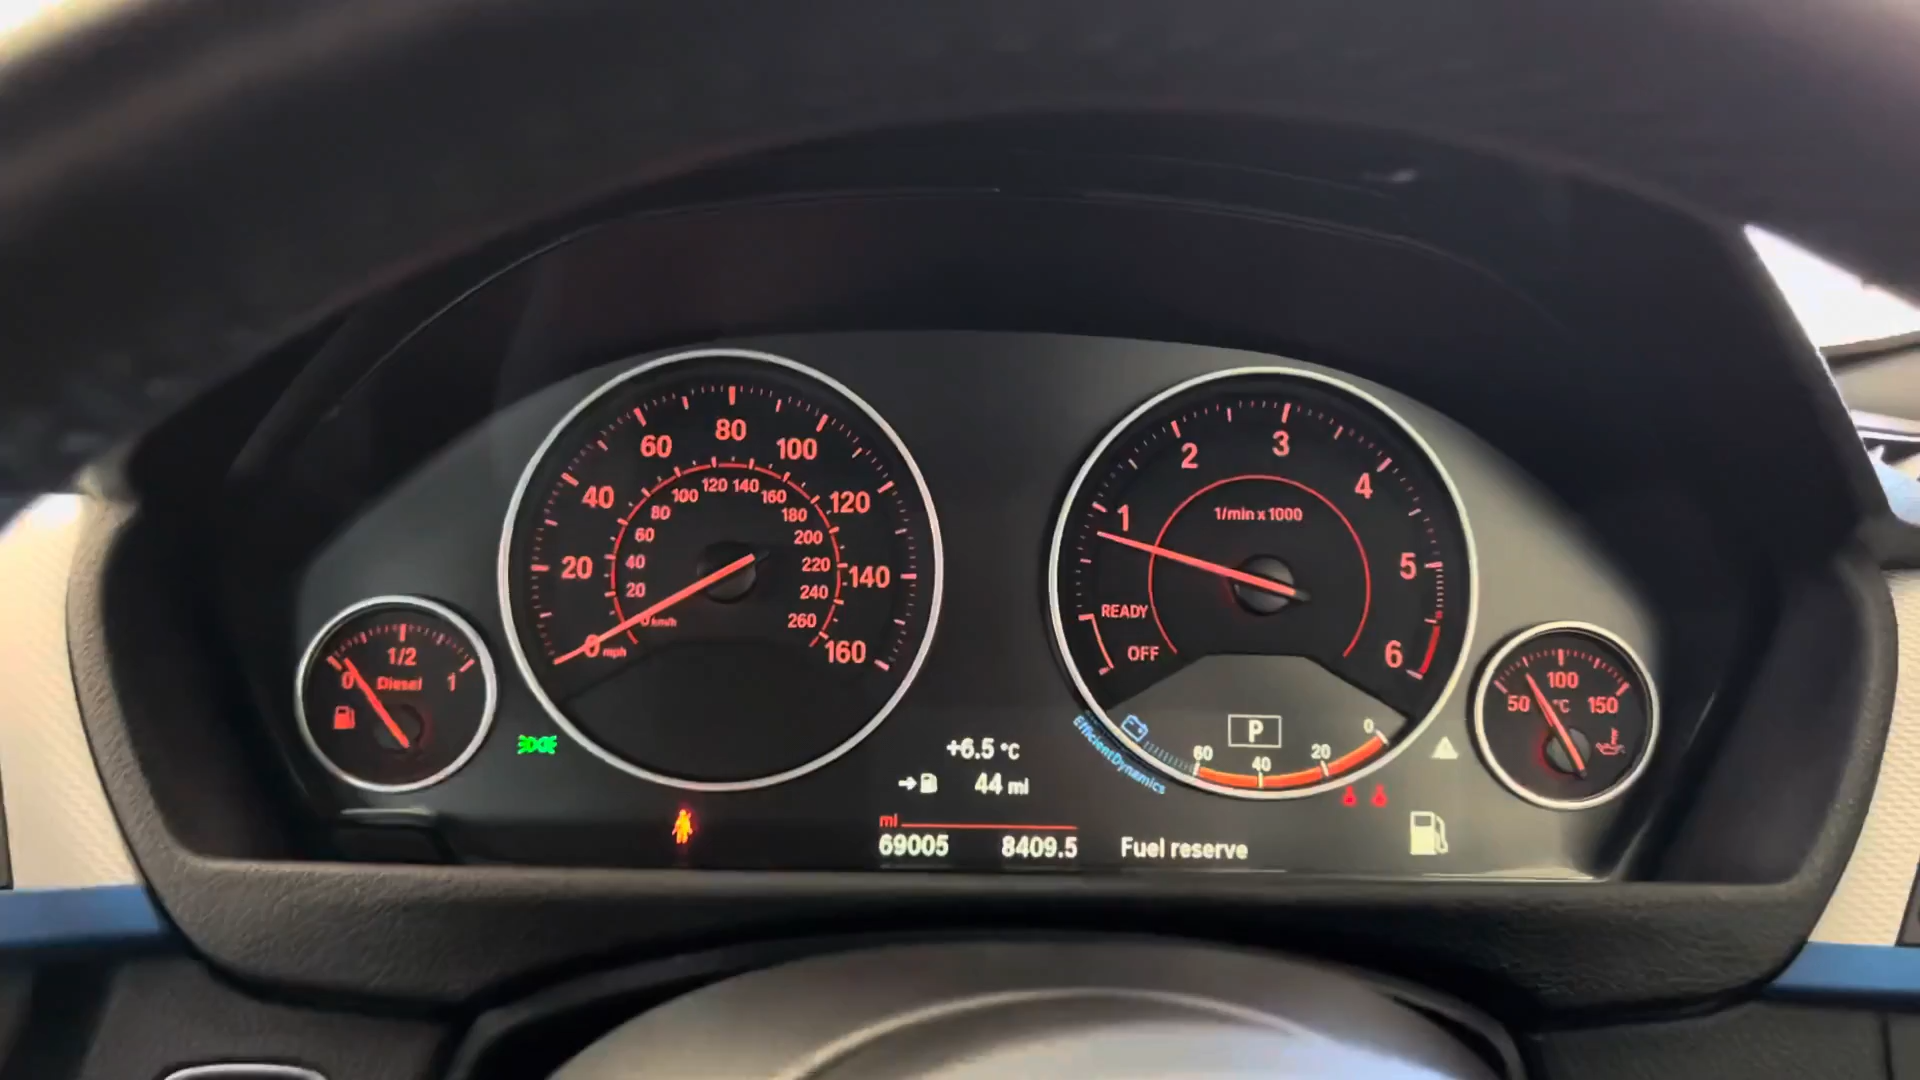 80
60
100
40
120
20
140
0 mph
160
120 140
100
160
80
180
60
200
40
220
20
240
0 km/h
260
3
2
4
1
5
6
1/min x 1000
READY
OFF
1/2
0
Diesel
1
100
50
°C
150
P
0
60
20
40
EfficientDynamics
+6.5 °C
44 ml
ml
69005
8409.5
Fuel reserve